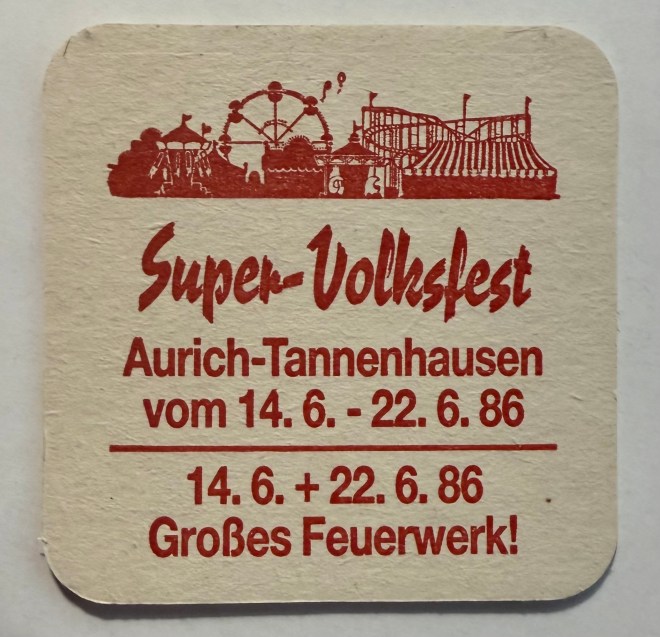 Super-Volksfest
Aurich-Tannenhausen
vom 14. 6. - 22. 6. 86
14. 6. + 22. 6. 86
Großes Feuerwerk!